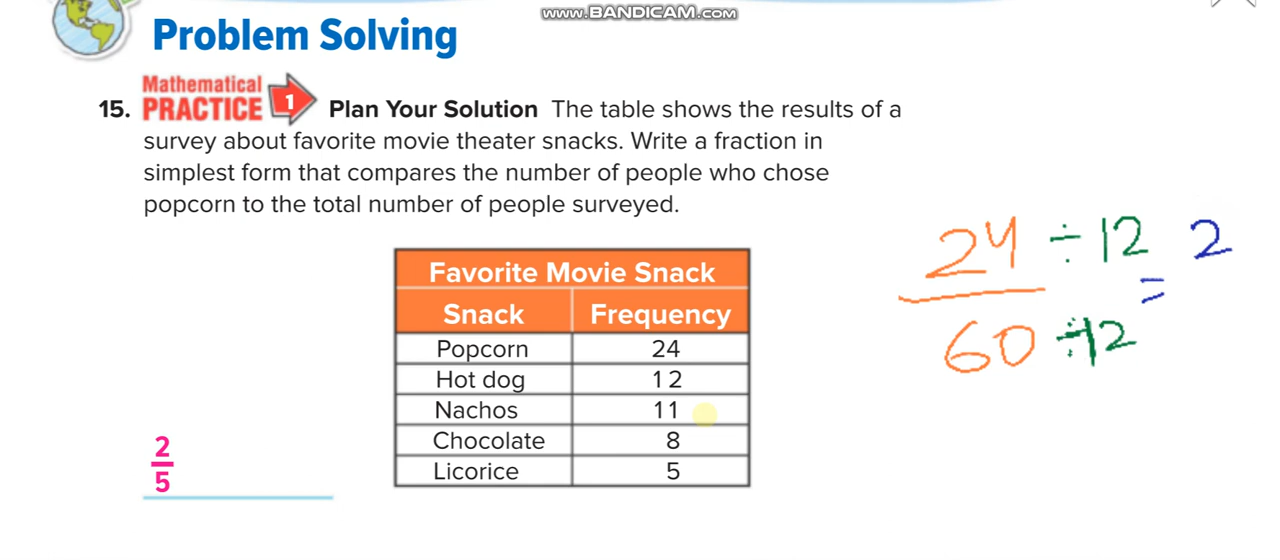 www.BANDICAM.com
Problem Solving
15. Mathematical PRACTICE 1 Plan Your Solution The table shows the results of a
survey about favorite movie theater snacks. Write a fraction in
simplest form that compares the number of people who chose
popcorn to the total number of people surveyed.
Favorite Movie Snack
Snack Frequency
Popcorn 24
Hot dog 12
Nachos 11
Chocolate 8
Licorice 5
2
5
24 ÷ 12 2
=
60 ÷ 12